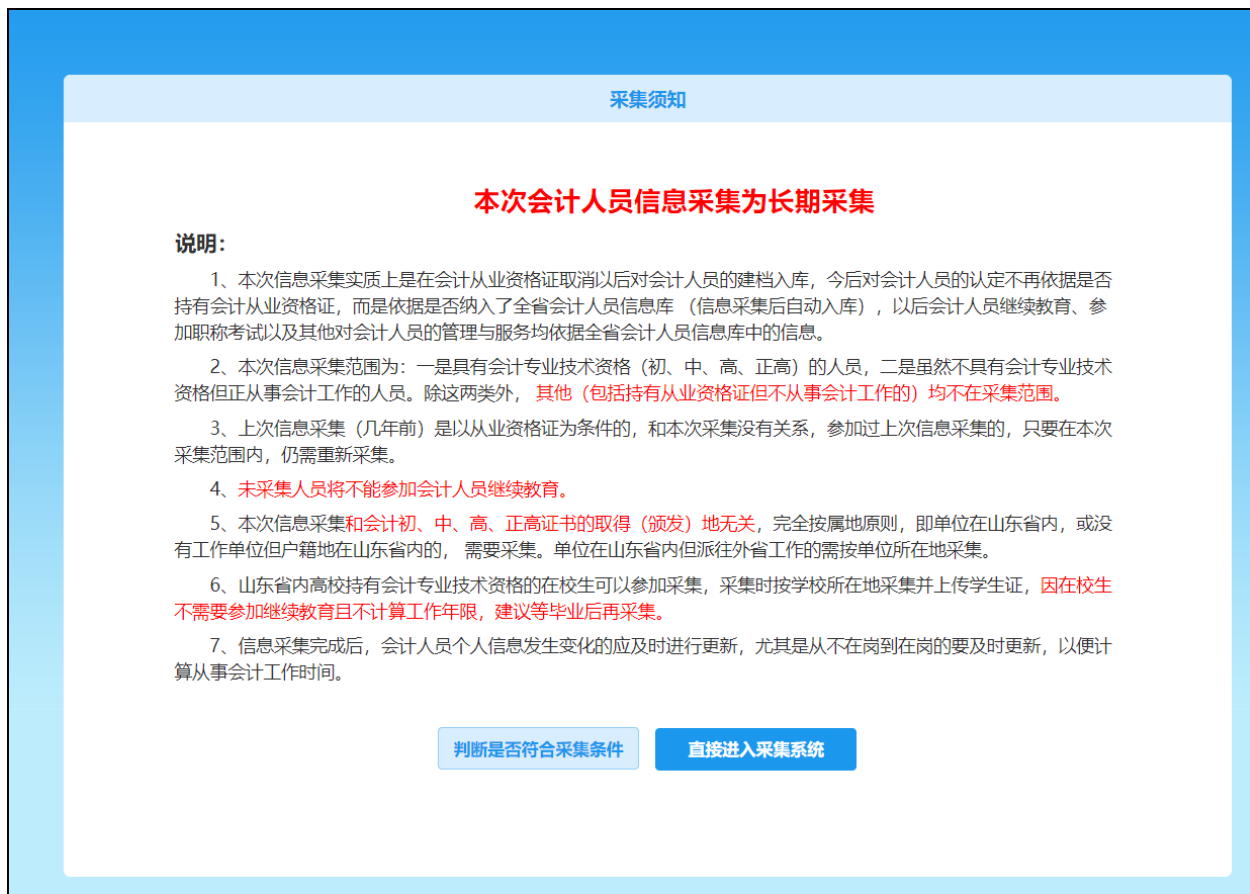 采集须知
本次会计人员信息采集为长期采集
说明：
1、本次信息采集实质上是在会计从业资格证取消以后对会计人员的建档入库，今后对会计人员的认定不再依据是否
持有会计从业资格证，而是依据是否纳入了全省会计人员信息库 （信息采集后自动入库），以后会计人员继续教育、参
加职称考试以及其他对会计人员的管理与服务均依据全省会计人员信息库中的信息。
2、本次信息采集范围为：一是具有会计专业技术资格（初、中、高、正高）的人员，二是虽然不具有会计专业技术
资格但正从事会计工作的人员。除这两类外， 其他（包括持有从业资格证但不从事会计工作的）均不在采集范围。
3、上次信息采集（几年前）是以从业资格证为条件的，和本次采集没有关系，参加过上次信息采集的，只要在本次
采集范围内，仍需重新采集。
4、未采集人员将不能参加会计人员继续教育。
5、本次信息采集和会计初、中、高、正高证书的取得（颁发）地无关，完全按属地原则，即单位在山东省内，或没
有工作单位但户籍地在山东省内的， 需要采集。单位在山东省内但派往外省工作的需按单位所在地采集。
6、山东省内高校持有会计专业技术资格的在校生可以参加采集，采集时按学校所在地采集并上传学生证，因在校生
不需要参加继续教育且不计算工作年限，建议等毕业后再采集。
7、信息采集完成后，会计人员个人信息发生变化的应及时进行更新，尤其是从不在岗到在岗的要及时更新，以便计
算从事会计工作时间。
判断是否符合采集条件 直接进入采集系统